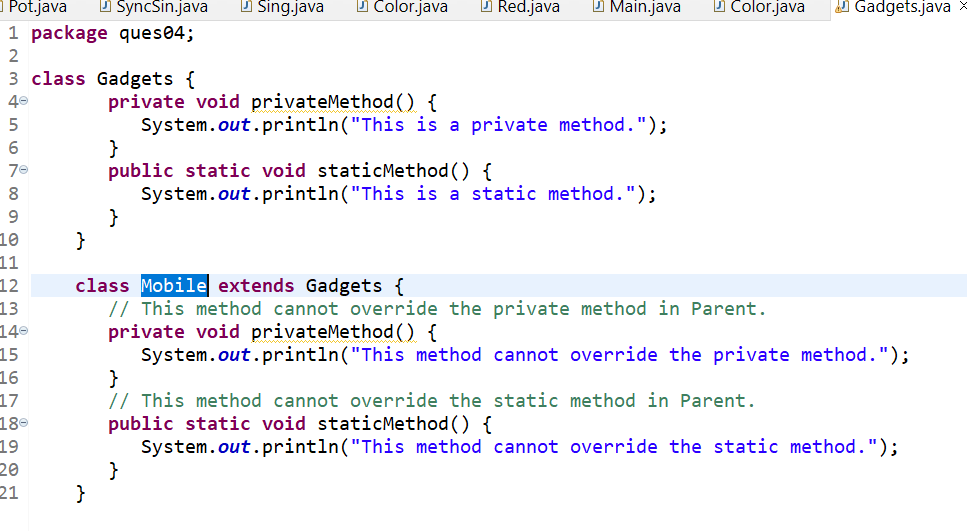 Pot.java SyncSin.java Sing.java Color.java Red.java Main.java Color.java Gadgets.java
1 package ques04;
2
3 class Gadgets {
4 private void privateMethod() {
5 System.out.println("This is a private method.");
6 }
7 public static void staticMethod() {
8 System.out.println("This is a static method.");
9 }
10 }
11
12 class Mobile extends Gadgets {
13 // This method cannot override the private method in Parent.
14 private void privateMethod() {
15 System.out.println("This method cannot override the private method.");
16 }
17 // This method cannot override the static method in Parent.
18 public static void staticMethod() {
19 System.out.println("This method cannot override the static method.");
20 }
21 }